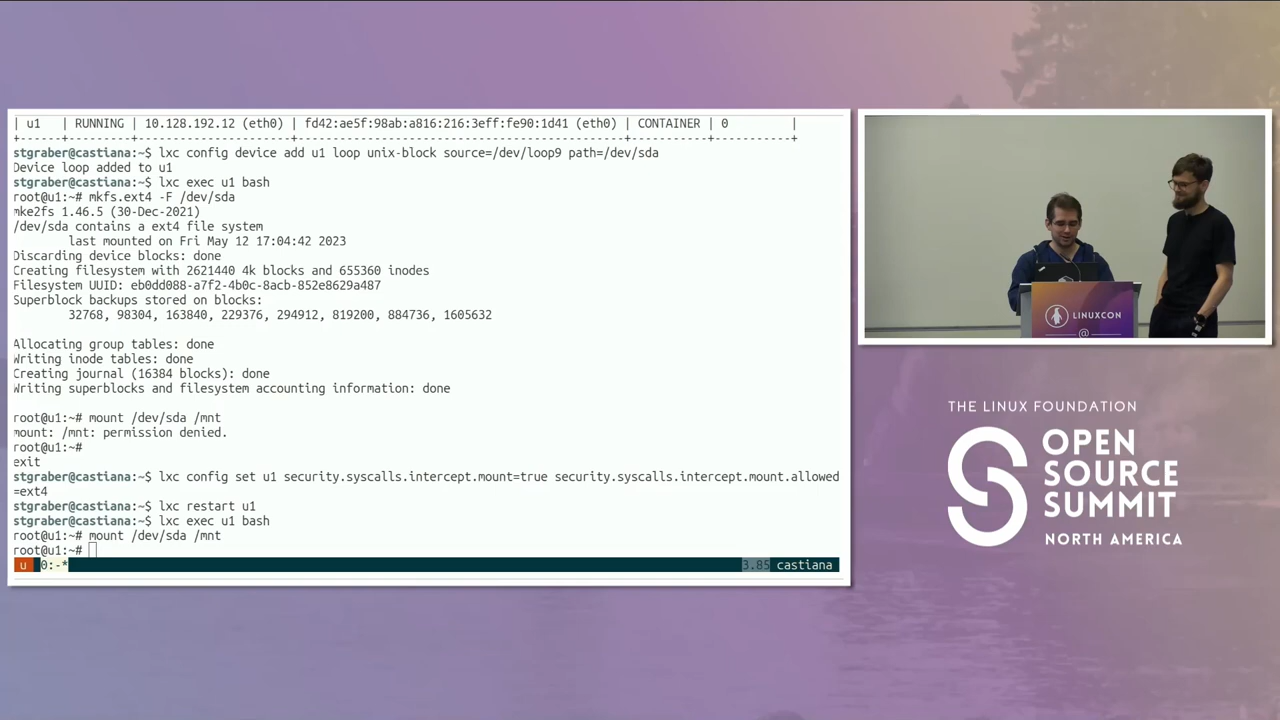 | u1   | RUNNING | 10.128.192.12 (eth0) | fd42:ae5f:98ab:a816:216:3eff:fe90:1d41 (eth0) | CONTAINER | 0         |
+------+---------+----------------------+-----------------------------------------------+-----------+-----------+
stgraber@castiana:~$ lxc config device add u1 loop unix-block source=/dev/loop9 path=/dev/sda
Device loop added to u1
stgraber@castiana:~$ lxc exec u1 bash
root@u1:~# mkfs.ext4 -F /dev/sda
mke2fs 1.46.5 (30-Dec-2021)
/dev/sda contains a ext4 file system
        last mounted on Fri May 12 17:04:42 2023
Discarding device blocks: done
Creating filesystem with 2621440 4k blocks and 655360 inodes
Filesystem UUID: eb0dd088-a7f2-4b0c-8acb-852e8629a487
Superblock backups stored on blocks:
        32768, 98304, 163840, 229376, 294912, 819200, 884736, 1605632
Allocating group tables: done
Writing inode tables: done
Creating journal (16384 blocks): done
Writing superblocks and filesystem accounting information: done
root@u1:~# mount /dev/sda /mnt
mount: /mnt: permission denied.
root@u1:~#
exit
stgraber@castiana:~$ lxc config set u1 security.syscalls.intercept.mount=true security.syscalls.intercept.mount.allowed
=ext4
stgraber@castiana:~$ lxc restart u1
stgraber@castiana:~$ lxc exec u1 bash
root@u1:~# mount /dev/sda /mnt
root@u1:~#
u 0:-* 3.85 castiana
LINUXCON
@
THE LINUX FOUNDATION
OPEN
SOURCE
SUMMIT
NORTH AMERICA